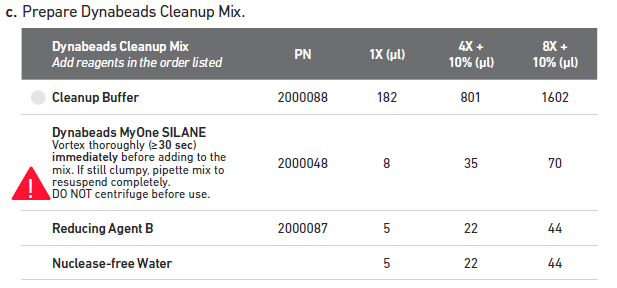 c. Prepare Dynabeads Cleanup Mix.
Dynabeads Cleanup Mix
Add reagents in the order listed
PN
1X (µl)
4X +
10% (µl)
8X +
10% (µl)
Cleanup Buffer 2000088 182 801 1602
Dynabeads MyOne SILANE
Vortex thoroughly (≥30 sec)
immediately before adding to the
mix. If still clumpy, pipette mix to
resuspend completely.
DO NOT centrifuge before use.
2000048 8 35 70
!
Reducing Agent B 2000087 5 22 44
Nuclease-free Water 5 22 44